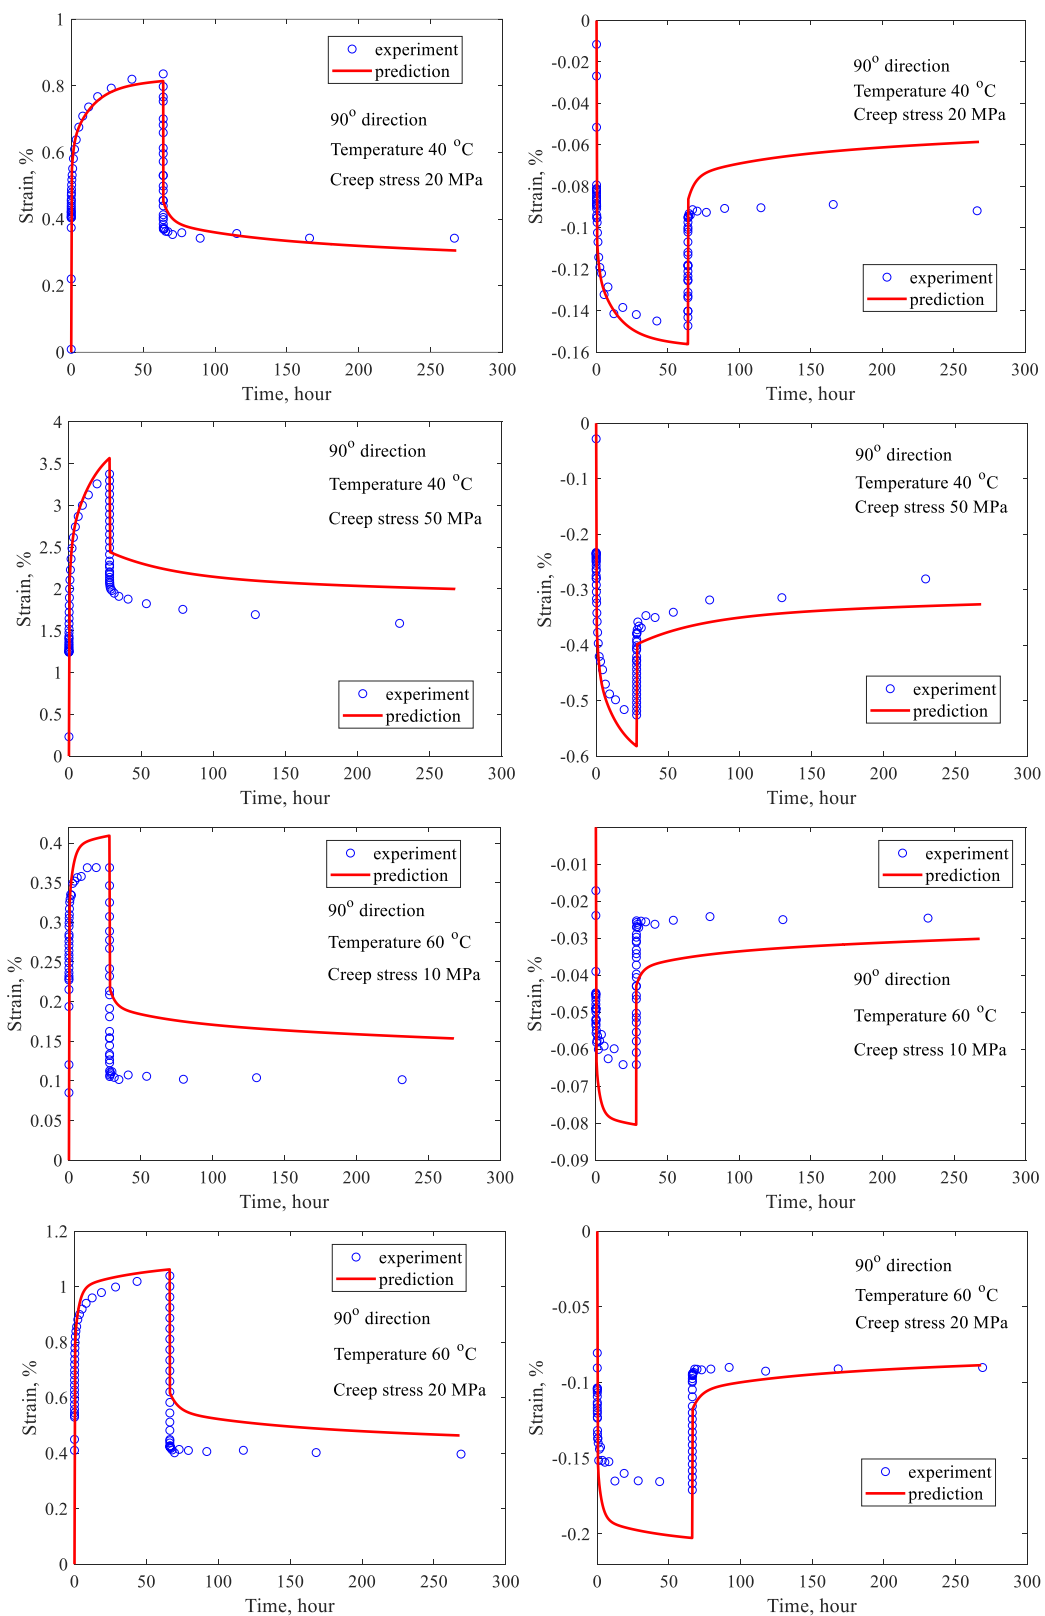 1
0.8
0.6
0.4
0.2
0
Strain, %
0 50 100 150 200 250 300
Time, hour
experiment
prediction
90° direction
Temperature 40 °C
Creep stress 20 MPa
0
-0.02
-0.04
-0.06
-0.08
-0.1
-0.12
-0.14
-0.16
Strain, %
0 50 100 150 200 250 300
Time, hour
90° direction
Temperature 40 °C
Creep stress 20 MPa
experiment
prediction
4
3.5
3
2.5
2
1.5
1
0.5
0
Strain, %
0 50 100 150 200 250 300
Time, hour
90° direction
Temperature 40 °C
Creep stress 50 MPa
experiment
prediction
0
-0.1
-0.2
-0.3
-0.4
-0.5
-0.6
Strain, %
0 50 100 150 200 250 300
Time, hour
90° direction
Temperature 40 °C
Creep stress 50 MPa
experiment
prediction
0.4
0.35
0.3
0.25
0.2
0.15
0.1
0.05
0
Strain, %
0 50 100 150 200 250 300
Time, hour
experiment
prediction
90° direction
Temperature 60 °C
Creep stress 10 MPa
-0.01
-0.02
-0.03
-0.04
-0.05
-0.06
-0.07
-0.08
-0.09
Strain, %
0 50 100 150 200 250 300
Time, hour
experiment
prediction
90° direction
Temperature 60 °C
Creep stress 10 MPa
1.2
1
0.8
0.6
0.4
0.2
0
Strain, %
0 50 100 150 200 250 300
Time, hour
experiment
prediction
90° direction
Temperature 60 °C
Creep stress 20 MPa
0
-0.05
-0.1
-0.15
-0.2
Strain, %
0 50 100 150 200 250 300
Time, hour
90° direction
Temperature 60 °C
Creep stress 20 MPa
experiment
prediction